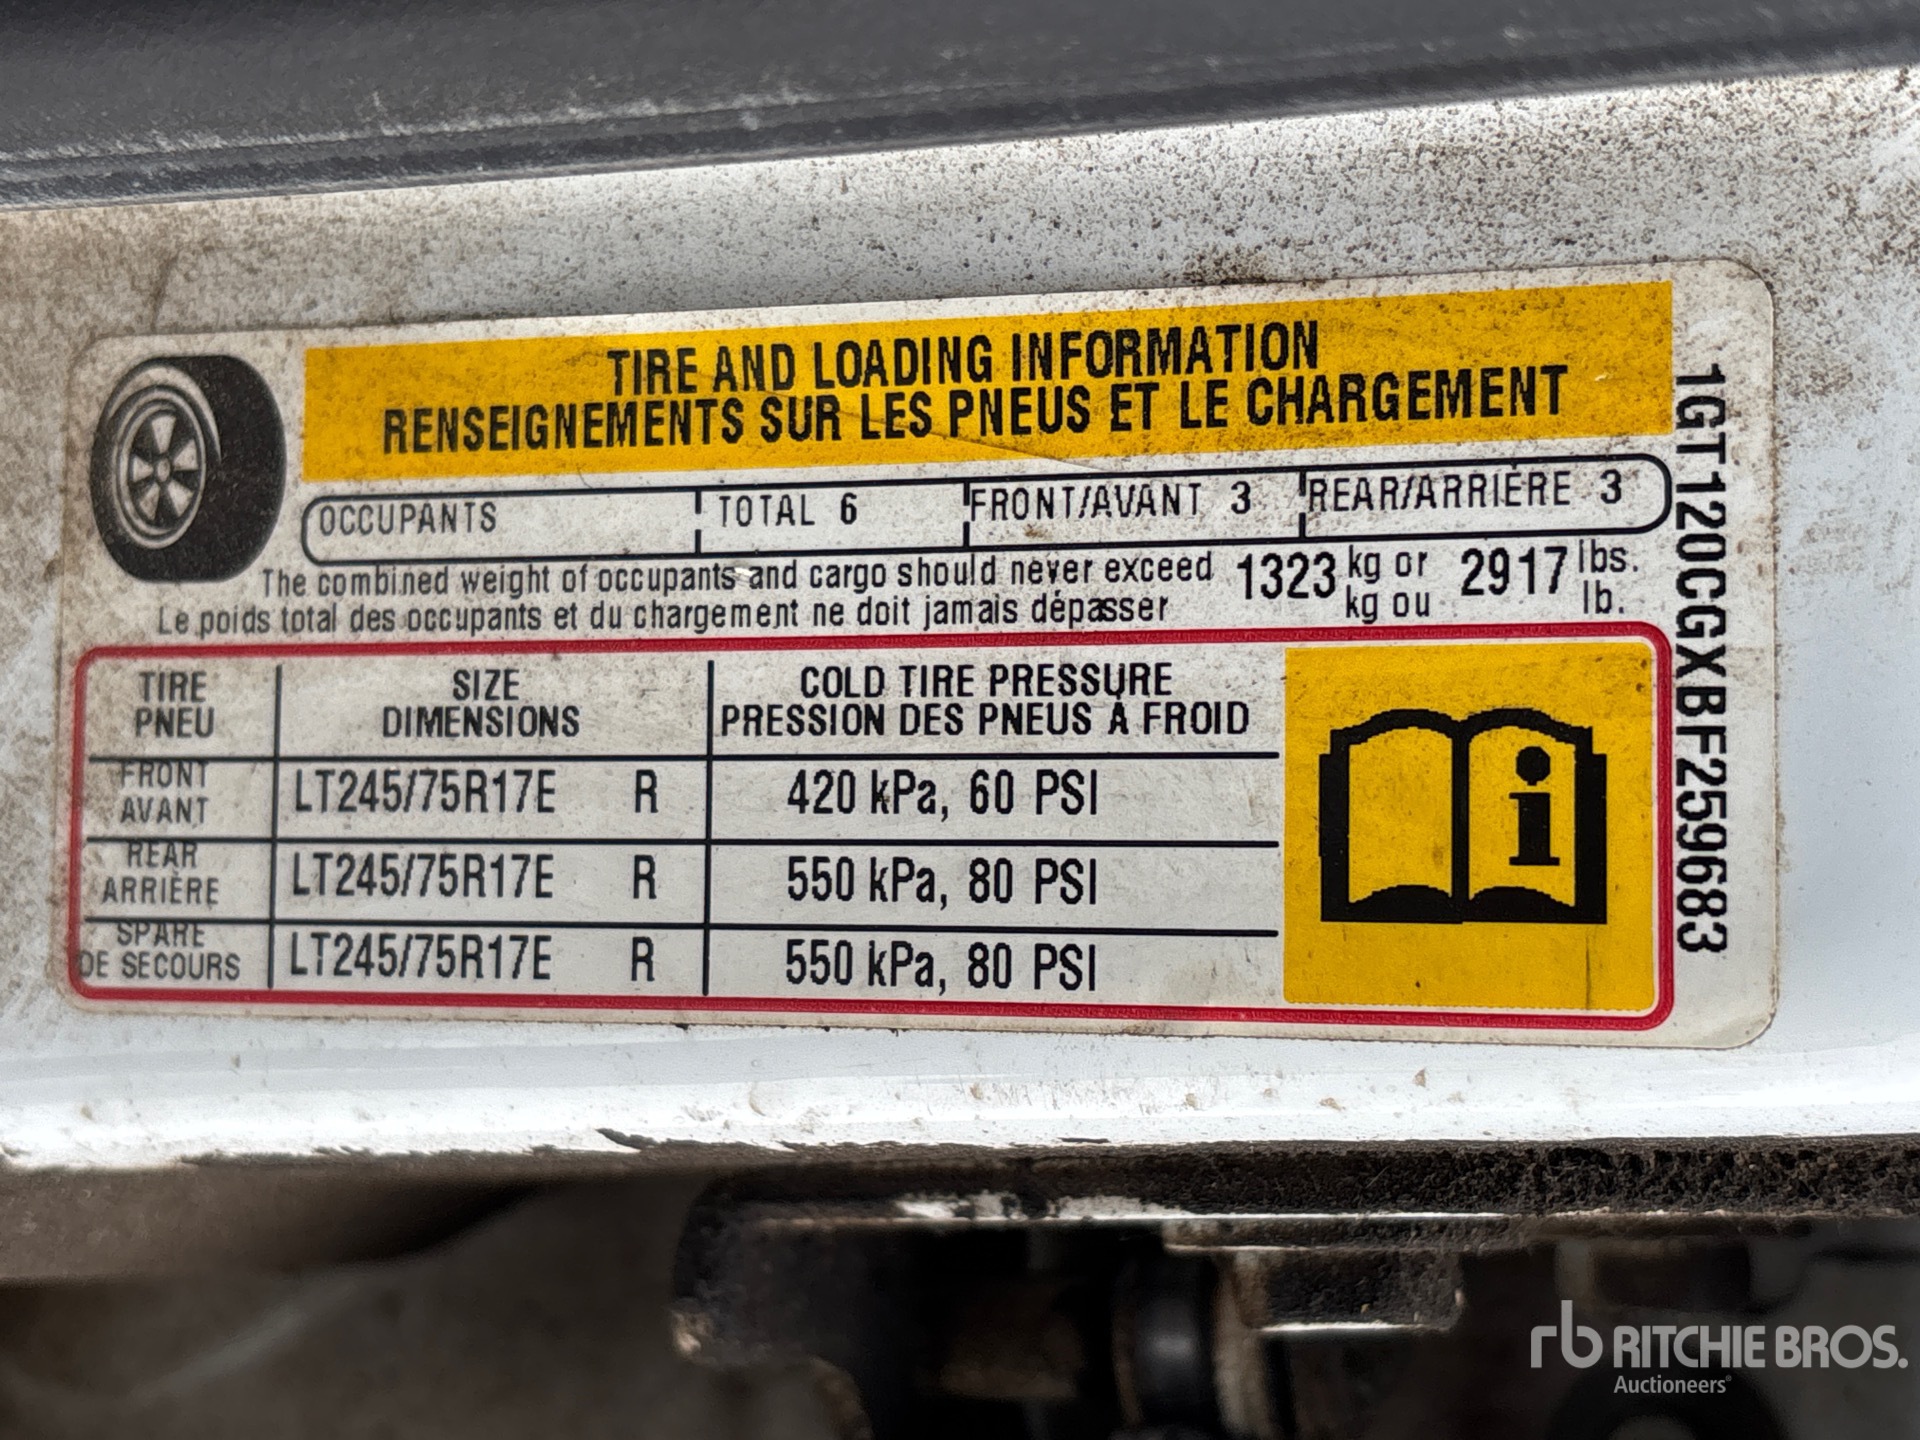 TIRE AND LOADING INFORMATION
RENSEIGNEMENTS SUR LES PNEUS ET LE CHARGEMENT
OCCUPANTS TOTAL 6 FRONT/AVANT 3 REAR/ARRIÈRE 3
The combined weight of occupants and cargo should never exceed 1323 kg or 2917 lbs.
Le poids total des occupants et du chargement ne doit jamais dépasser kg ou lb.
TIRE SIZE COLD TIRE PRESSURE
PNEU DIMENSIONS PRESSION DES PNEUS À FROID
FRONT
AVANT LT245/75R17E R 420 kPa, 60 PSI
REAR
ARRIÈRE LT245/75R17E R 550 kPa, 80 PSI
SPARE
DE SECOURS LT245/75R17E R 550 kPa, 80 PSI
i
1GT120CGXBF259683
rb RITCHIE BROS.
Auctioneers